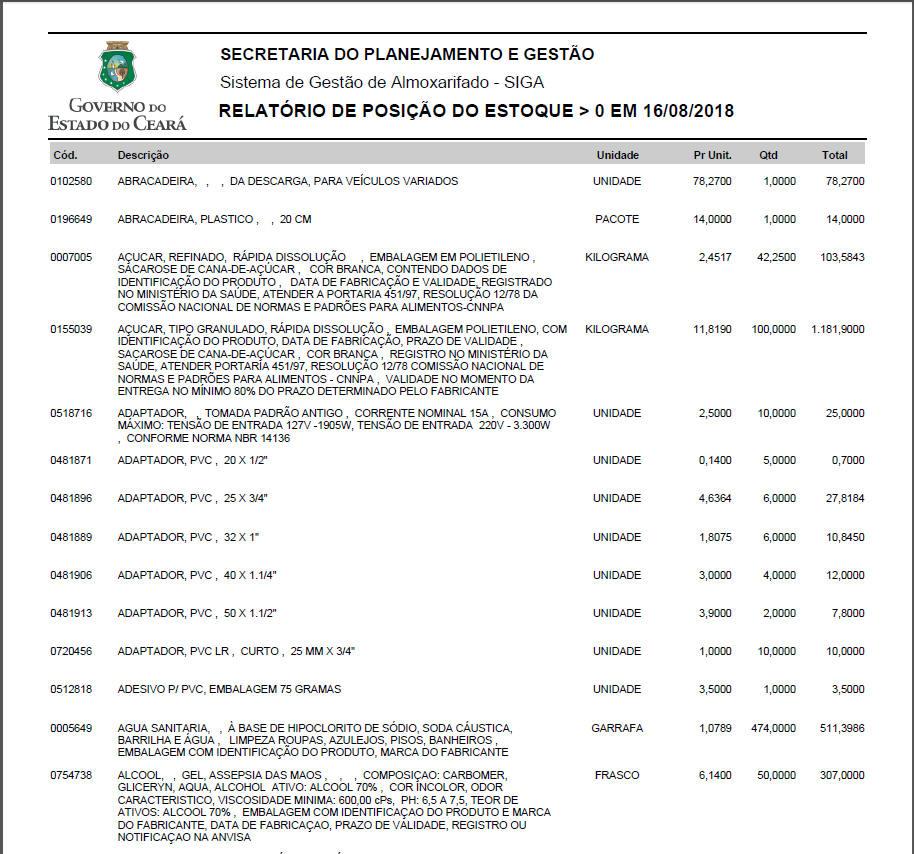 SECRETARIA DO PLANEJAMENTO E GESTÃO
Sistema de Gestão de Almoxarifado - SIGA
GOVERNO DO
ESTADO DO CEARÁ
RELATÓRIO DE POSIÇÃO DO ESTOQUE > 0 EM 16/08/2018
Cód. Descrição Unidade Pr Unit. Qtd Total
0102580 ABRACADEIRA, , , DA DESCARGA, PARA VEÍCULOS VARIADOS UNIDADE 78,2700 1,0000 78,2700
0196649 ABRACADEIRA, PLASTICO , , 20 CM PACOTE 14,0000 1,0000 14,0000
0007005 AÇUCAR, REFINADO, RÁPIDA DISSOLUÇÃO , EMBALAGEM EM POLIETILENO , KILOGRAMA 2,4517 42,2500 103,5843
SACAROSE DE CANA-DE-AÇÚCAR , COR BRANCA, CONTENDO DADOS DE
IDENTIFICAÇÃO DO PRODUTO , DATA DE FABRICAÇÃO E VALIDADE, REGISTRADO
NO MINISTÉRIO DA SAÚDE, ATENDER A PORTARIA 451/97, RESOLUÇÃO 12/78 DA
COMISSÃO NACIONAL DE NORMAS E PADRÕES PARA ALIMENTOS-CNNPA
0155039 AÇUCAR, TIPO GRANULADO, RÁPIDA DISSOLUÇÃO , EMBALAGEM POLIETILENO, COM KILOGRAMA 11,8190 100,0000 1.181,9000
IDENTIFICAÇÃO DO PRODUTO, DATA DE FABRICAÇÃO, PRAZO DE VALIDADE ,
SACAROSE DE CANA-DE-AÇÚCAR , COR BRANCA , REGISTRO NO MINISTÉRIO DA
SAÚDE, ATENDER PORTARIA 451/97, RESOLUÇÃO 12/78 COMISSÃO NACIONAL DE
NORMAS E PADRÕES PARA ALIMENTOS - CNNPA , VALIDADE NO MOMENTO DA
ENTREGA NO MÍNIMO 80% DO PRAZO DETERMINADO PELO FABRICANTE
0518716 ADAPTADOR, , TOMADA PADRÃO ANTIGO , CORRENTE NOMINAL 15A , CONSUMO UNIDADE 2,5000 10,0000 25,0000
MÁXIMO: TENSÃO DE ENTRADA 127V -1905W, TENSÃO DE ENTRADA 220V - 3.300W
, CONFORME NORMA NBR 14136
0481871 ADAPTADOR, PVC , 20 X 1/2" UNIDADE 0,1400 5,0000 0,7000
0481896 ADAPTADOR, PVC , 25 X 3/4" UNIDADE 4,6364 6,0000 27,8184
0481889 ADAPTADOR, PVC , 32 X 1" UNIDADE 1,8075 6,0000 10,8450
0481906 ADAPTADOR, PVC , 40 X 1.1/4" UNIDADE 3,0000 4,0000 12,0000
0481913 ADAPTADOR, PVC , 50 X 1.1/2" UNIDADE 3,9000 2,0000 7,8000
0720456 ADAPTADOR, PVC LR , CURTO , 25 MM X 3/4" UNIDADE 1,0000 10,0000 10,0000
0512818 ADESIVO P/ PVC, EMBALAGEM 75 GRAMAS UNIDADE 3,5000 1,0000 3,5000
0005649 AGUA SANITARIA, , À BASE DE HIPOCLORITO DE SÓDIO, SODA CÁUSTICA, GARRAFA 1,0789 474,0000 511,3986
BARRILHA E ÁGUA , LIMPEZA ROUPAS, AZULEJOS, PISOS, BANHEIROS ,
EMBALAGEM COM IDENTIFICAÇÃO DO PRODUTO, MARCA DO FABRICANTE
0754738 ALCOOL, , GEL, ASSEPSIA DAS MAOS , , , COMPOSIÇAO: CARBOMER, FRASCO 6,1400 50,0000 307,0000
GLICERYN, AQUA, ALCOHOL ATIVO: ALCOOL 70% , COR INCOLOR, ODOR
CARACTERISTICO, VISCOSIDADE MINIMA: 600,00 cPs, PH: 6,5 A 7,5, TEOR DE
ATIVOS: ALCOOL 70% , EMBALAGEM COM IDENTIFICAÇAO DO PRODUTO E MARCA
DO FABRICANTE, DATA DE FABRICAÇAO, PRAZO DE VALIDADE, REGISTRO OU
NOTIFICAÇAO NA ANVISA